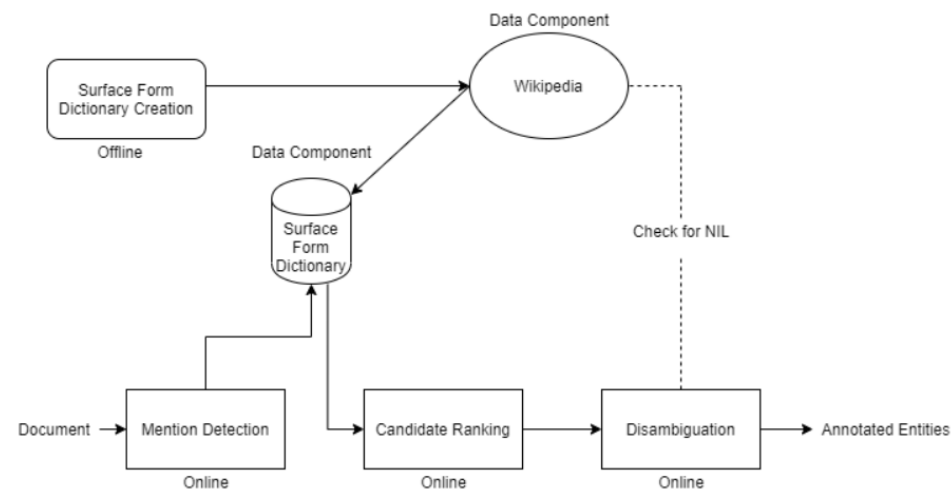 Data Component
Wikipedia
Surface Form
Dictionary Creation
Offline
Data Component
Surface
Form
Dictionary
Check for NIL
Document
Mention Detection
Candidate Ranking
Disambiguation
Annotated Entities
Online
Online
Online